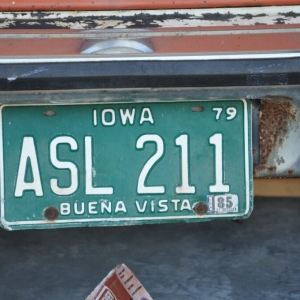 IOWA 79
ASL 211
BUENA VISTA 85